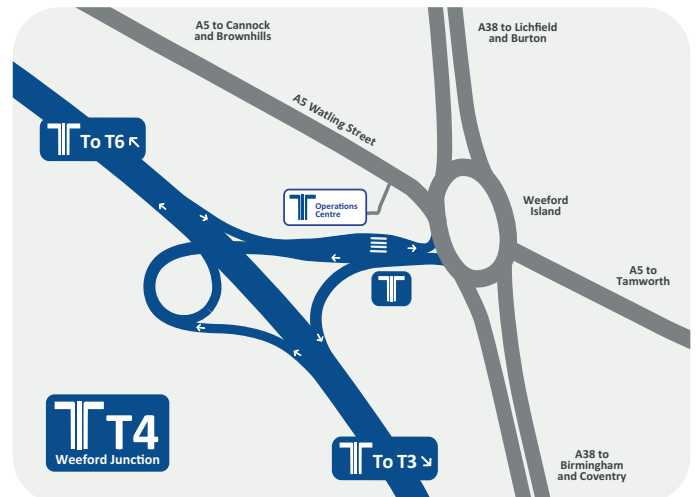 A5 to Cannock
and Brownhills
A38 to Lichfield
and Burton
A5 Watling Street
To T6
Operations
Centre
Weeford
Island
A5 to
Tamworth
T4
Weeford Junction
To T3
A38 to
Birmingham
and Coventry